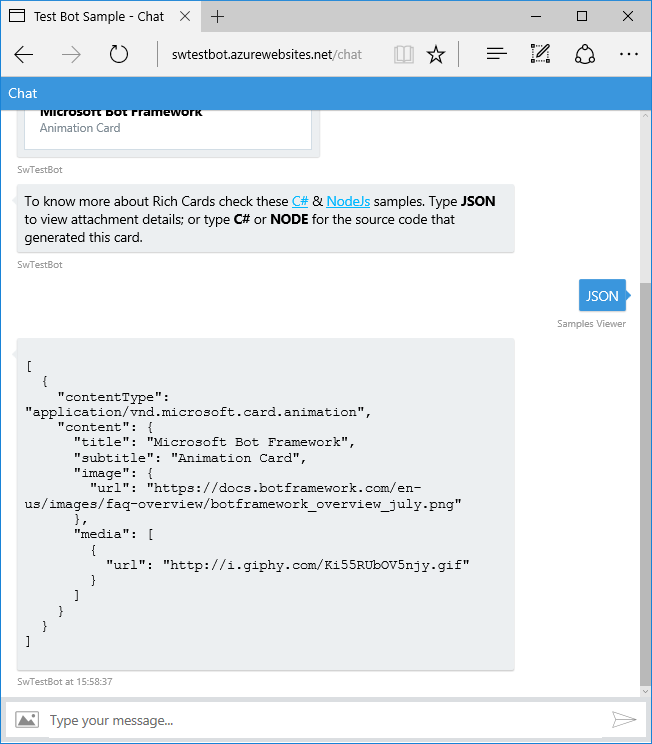 Test Bot Sample - Chat
swtestbot.azurewebsites.net/chat
Chat
Microsoft Bot Framework
Animation Card
SwTestBot
To know more about Rich Cards check these C# & NodeJs samples. Type JSON
to view attachment details; or type C# or NODE for the source code that
generated this card.
SwTestBot
JSON
Samples Viewer
[
  {
    "contentType":
"application/vnd.microsoft.card.animation",
    "content": {
      "title": "Microsoft Bot Framework",
      "subtitle": "Animation Card",
      "image": {
        "url": "https://docs.botframework.com/en-
us/images/faq-overview/botframework_overview_july.png"
      },
      "media": [
        {
          "url": "http://i.giphy.com/Ki55RUbOV5njy.gif"
        }
      ]
    }
  }
]
SwTestBot at 15:58:37
Type your message...